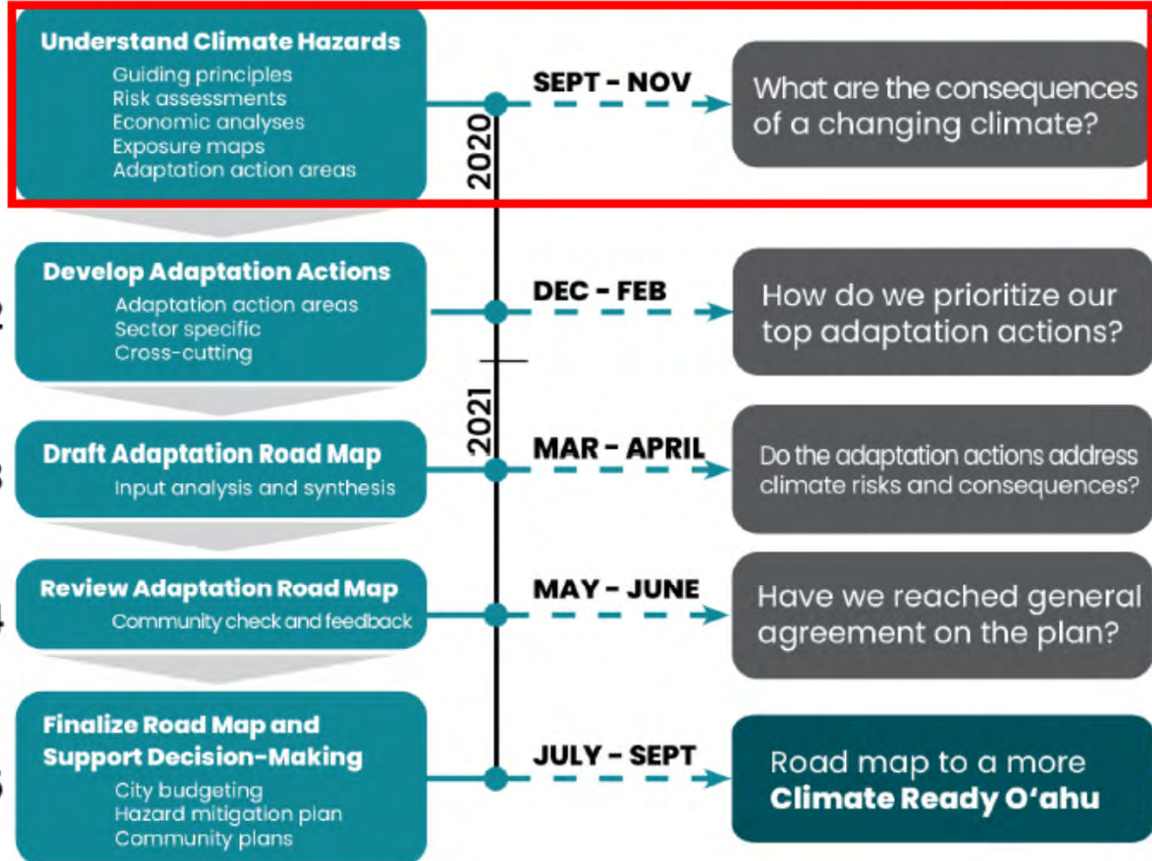 Understand Climate Hazards
Guiding principles
Risk assessments
Economic analyses
Exposure maps
Adaptation action areas
SEPT – NOV
What are the consequences
of a changing climate?
2020
2
Develop Adaptation Actions
Adaptation action areas
Sector specific
Cross-cutting
DEC – FEB
How do we prioritize our
top adaptation actions?
2021
3
Draft Adaptation Road Map
Input analysis and synthesis
MAR – APRIL
Do the adaptation actions address
climate risks and consequences?
4
Review Adaptation Road Map
Community check and feedback
MAY – JUNE
Have we reached general
agreement on the plan?
5
Finalize Road Map and
Support Decision-Making
City budgeting
Hazard mitigation plan
Community plans
JULY – SEPT
Road map to a more
Climate Ready Oʻahu